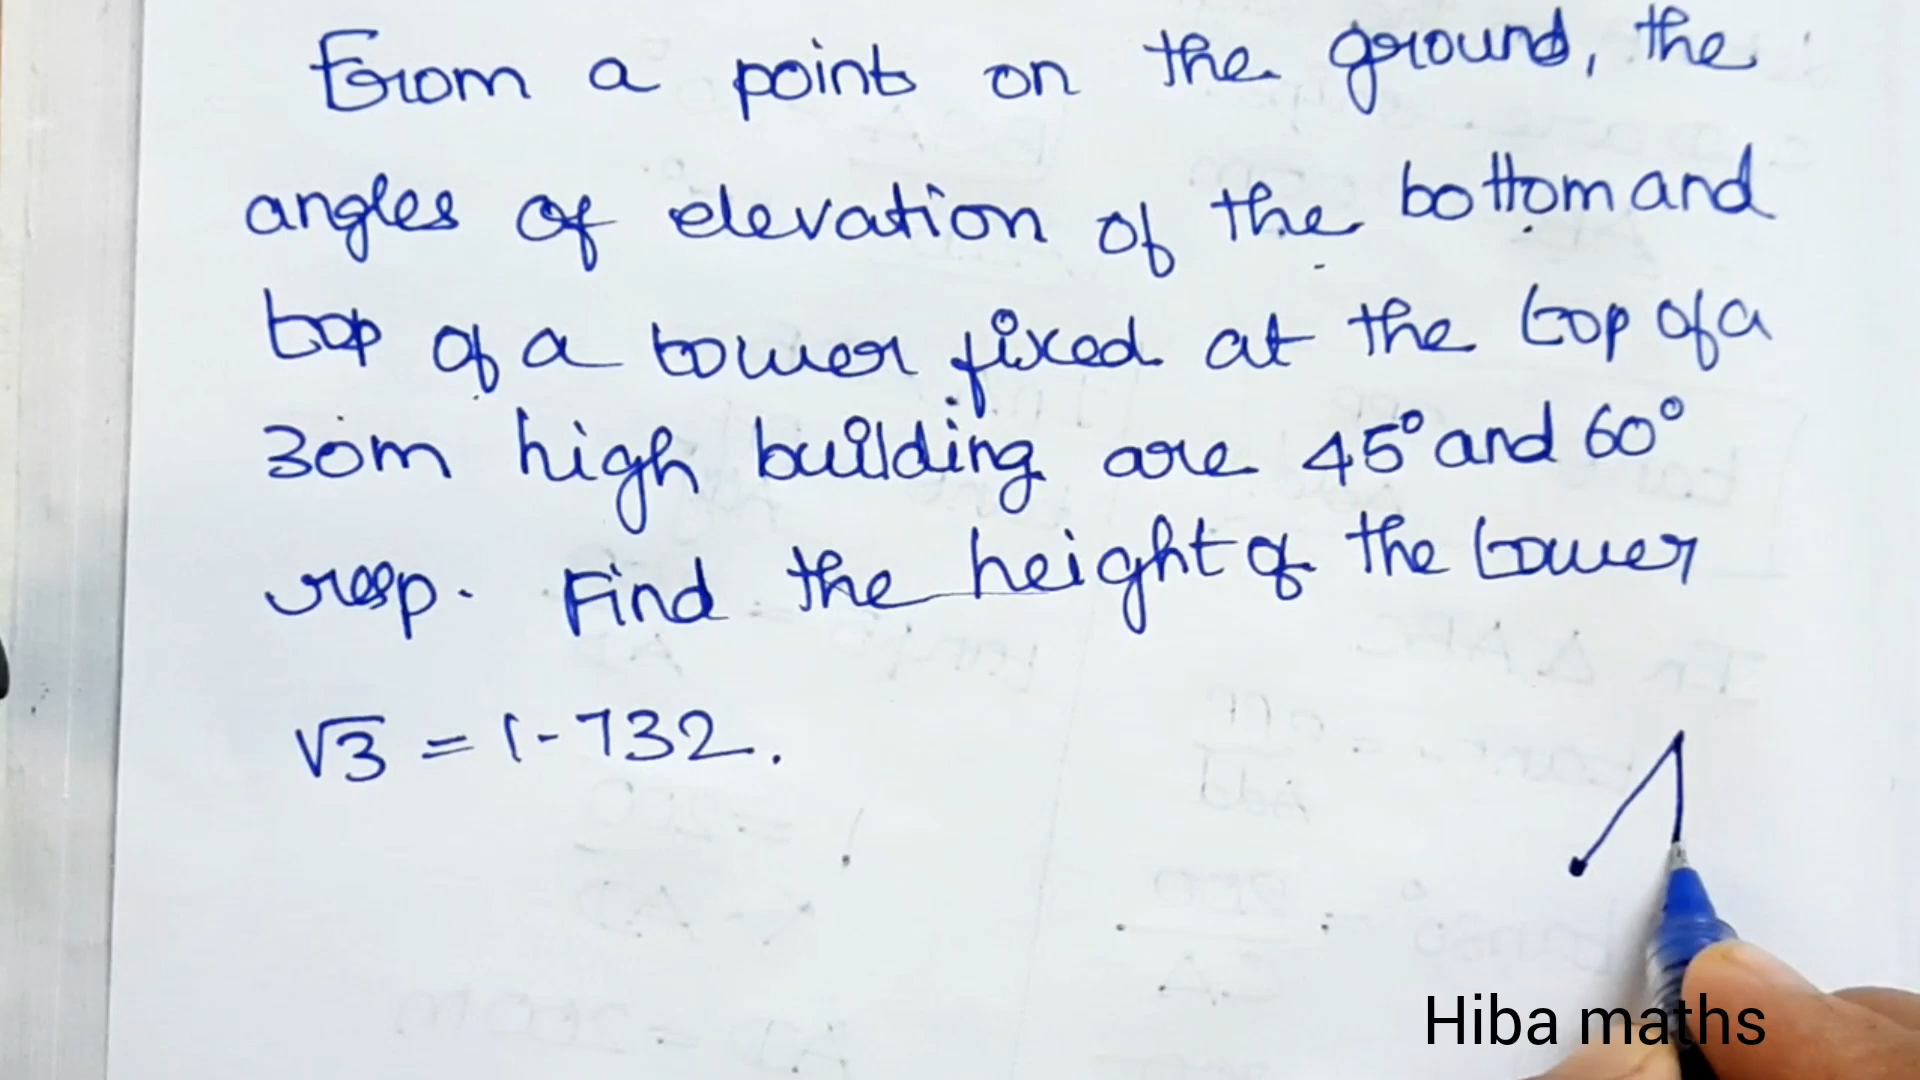 From a point on the ground, the
angles of elevation of the bottom and
top of a tower fixed at the top of a
30m high building are 45° and 60°
resp. Find the height of the tower
√3 = 1.732.
Hiba maths